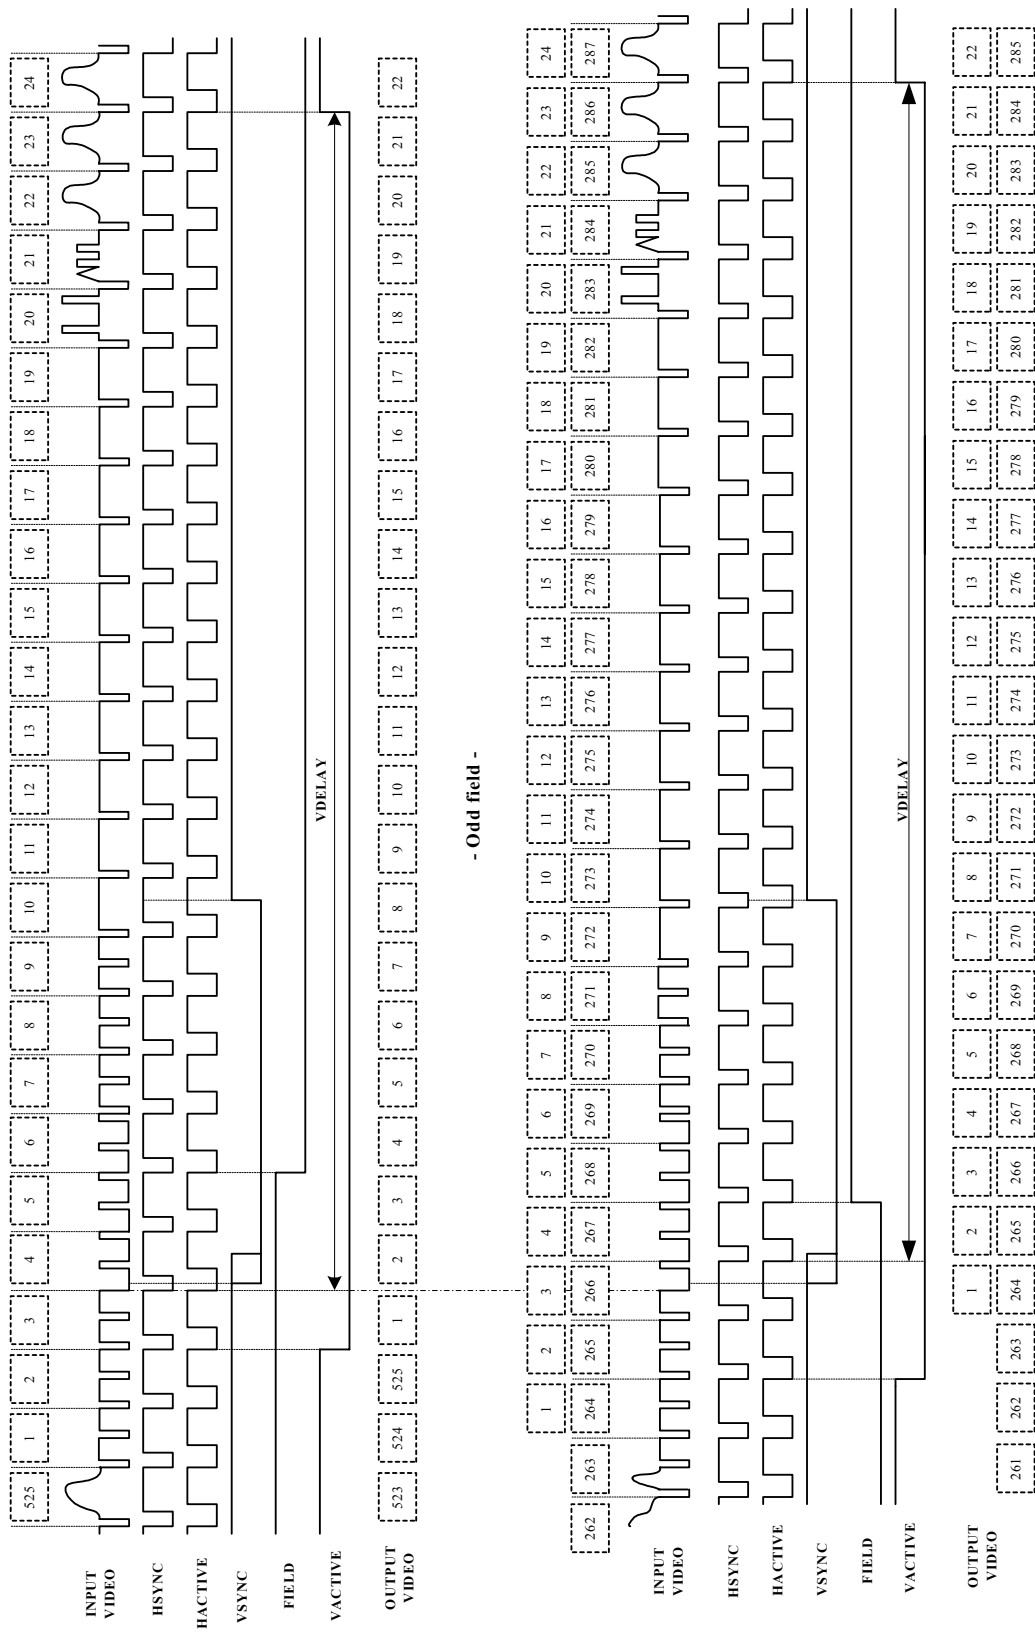 525 1 2 3 4 5 6 7 8 9 10 11 12 13 14 15 16 17 18 19 20 21 22 23 24
INPUT
VIDEO
HSYNC
HACTIVE
VSYNC
FIELD
VDELAY
VACTIVE
OUTPUT
VIDEO
523 524 525 1 2 3 4 5 6 7 8 9 10 11 12 13 14 15 16 17 18 19 20 21 22
- Odd field -
1 2 3 4 5 6 7 8 9 10 11 12 13 14 15 16 17 18 19 20 21 22 23 24
262 263 264 265 266 267 268 269 270 271 272 273 274 275 276 277 278 279 280 281 282 283 284 285 286 287
INPUT
VIDEO
HSYNC
HACTIVE
VSYNC
FIELD
VDELAY
VACTIVE
OUTPUT
VIDEO
1 2 3 4 5 6 7 8 9 10 11 12 13 14 15 16 17 18 19 20 21 22
261 262 263 264 265 266 267 268 269 270 271 272 273 274 275 276 277 278 279 280 281 282 283 284 285